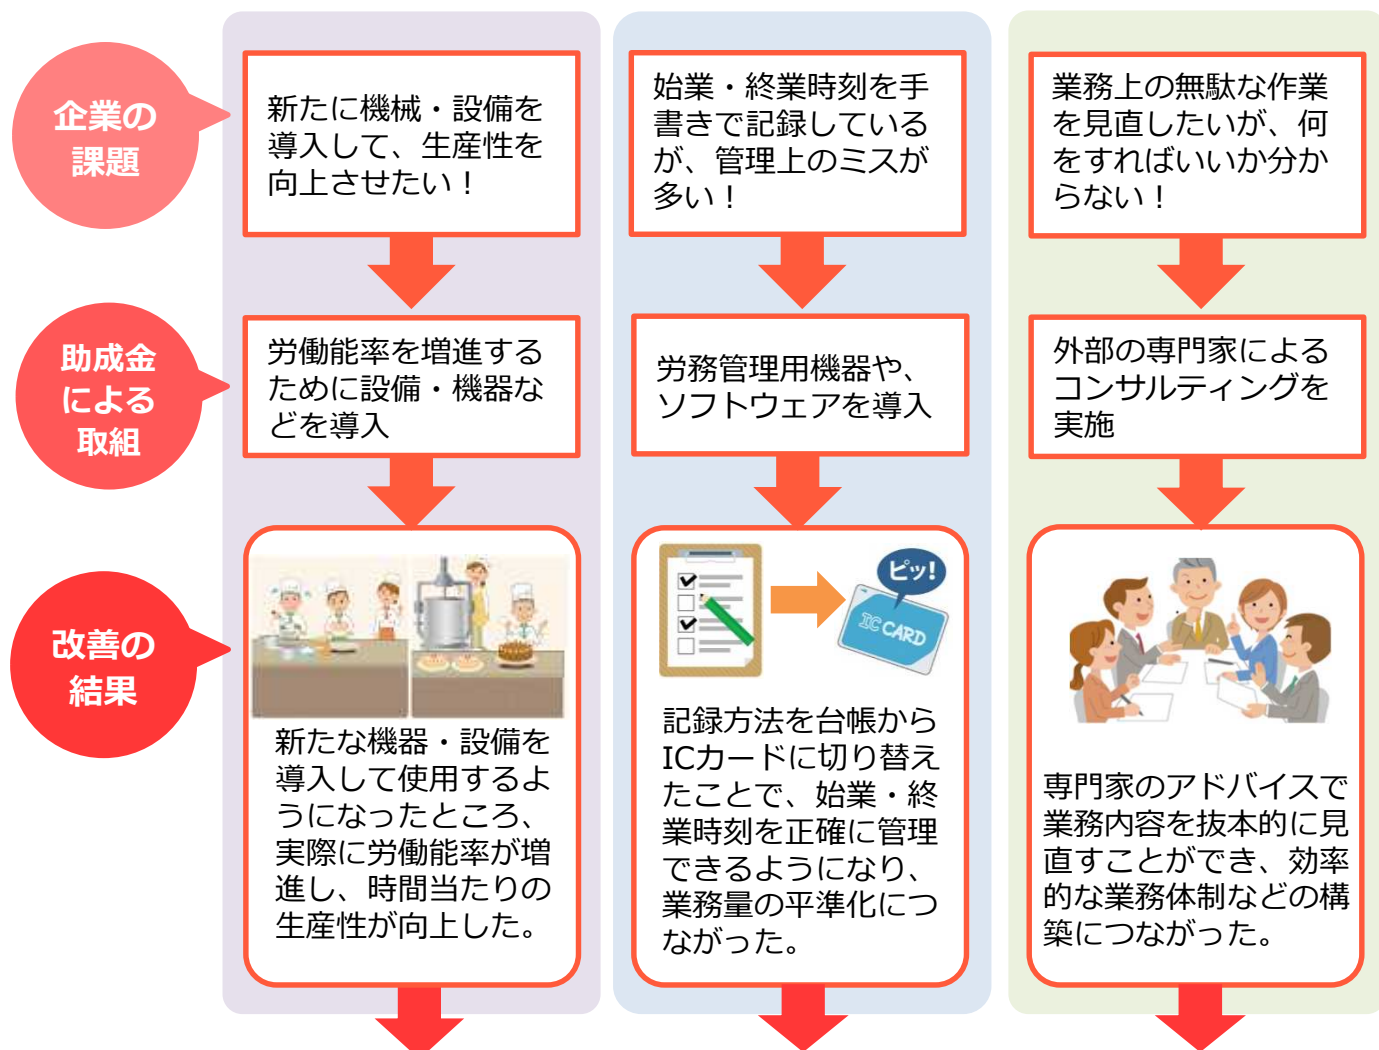 企業の
課題
新たに機械・設備を
導入して、生産性を
向上させたい！
始業・終業時刻を手
書きで記録している
が、管理上のミスが
多い！
業務上の無駄な作業
を見直したいが、何
をすればいいか分か
らない！
助成金
による
取組
労働能率を増進する
ために設備・機器な
どを導入
労務管理用機器や、
ソフトウェアを導入
外部の専門家による
コンサルティングを
実施
改善の
結果
新たな機器・設備を
導入して使用するよ
うになったところ、
実際に労働能率が増
進し、時間当たりの
生産性が向上した。
ピッ!
IC CARD
記録方法を台帳から
ICカードに切り替え
たことで、始業・終
業時刻を正確に管理
できるようになり、
業務量の平準化につ
ながった。
専門家のアドバイスで
業務内容を抜本的に見
直すことができ、効率
的な業務体制などの構
築につながった。